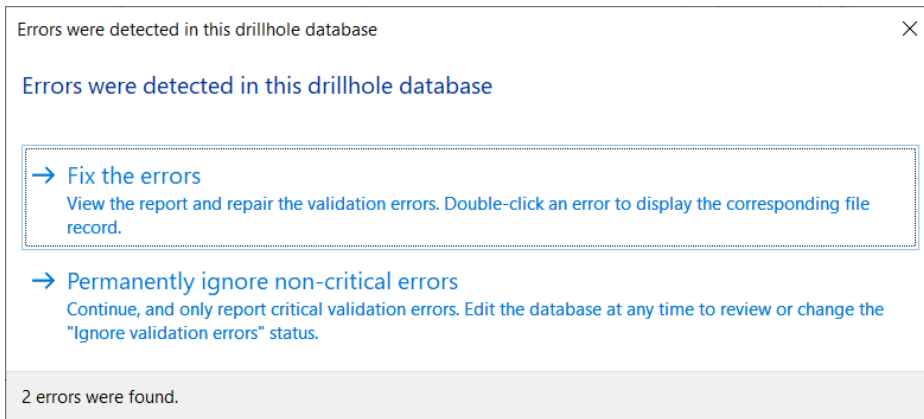 Errors were detected in this drillhole database
Errors were detected in this drillhole database
Fix the errors
View the report and repair the validation errors. Double-click an error to display the corresponding file
record.
Permanently ignore non-critical errors
Continue, and only report critical validation errors. Edit the database at any time to review or change the
"Ignore validation errors" status.
2 errors were found.